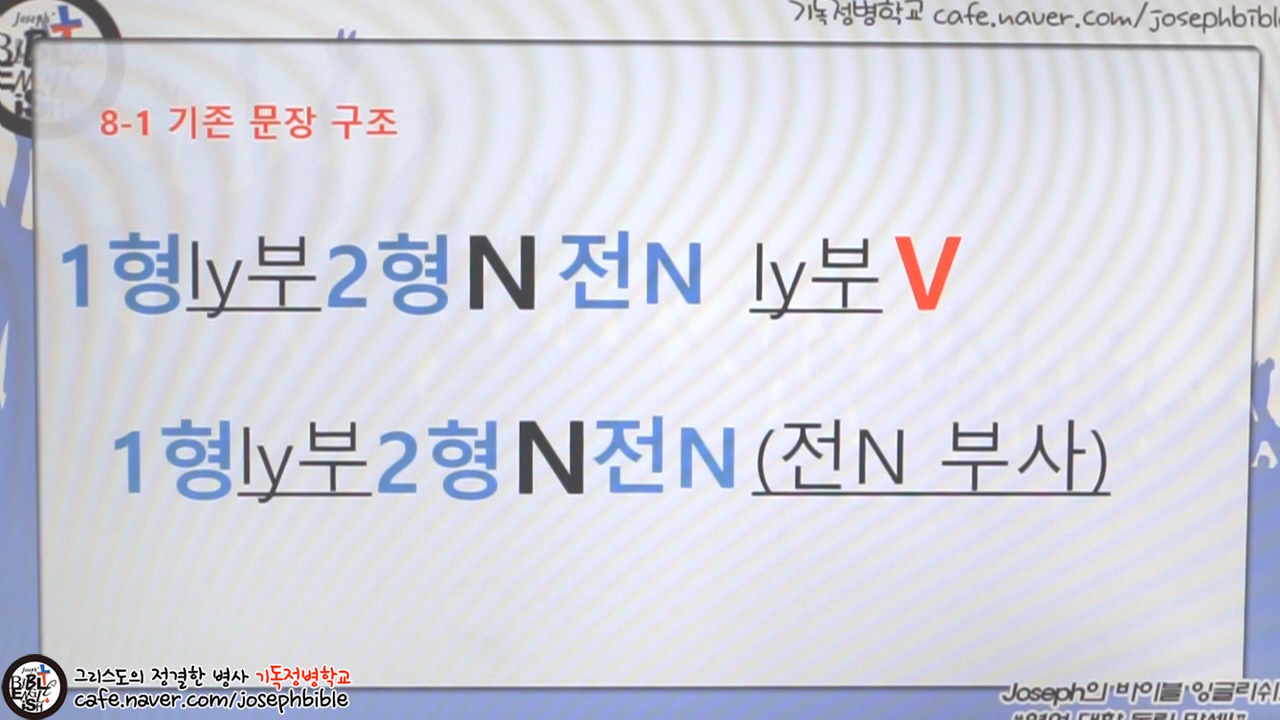 Joseph's
BIBLE
ENGLISH
기독정병학교 cafe.naver.com/josephbible
8-1 기존 문장 구조
1형ly부2형N 전N ly부V
1형ly부2형N전N(전N 부사)
그리스도의 정결한 병사 기독정병학교
cafe.naver.com/josephbible
Joseph의 바이블 잉글리쉬